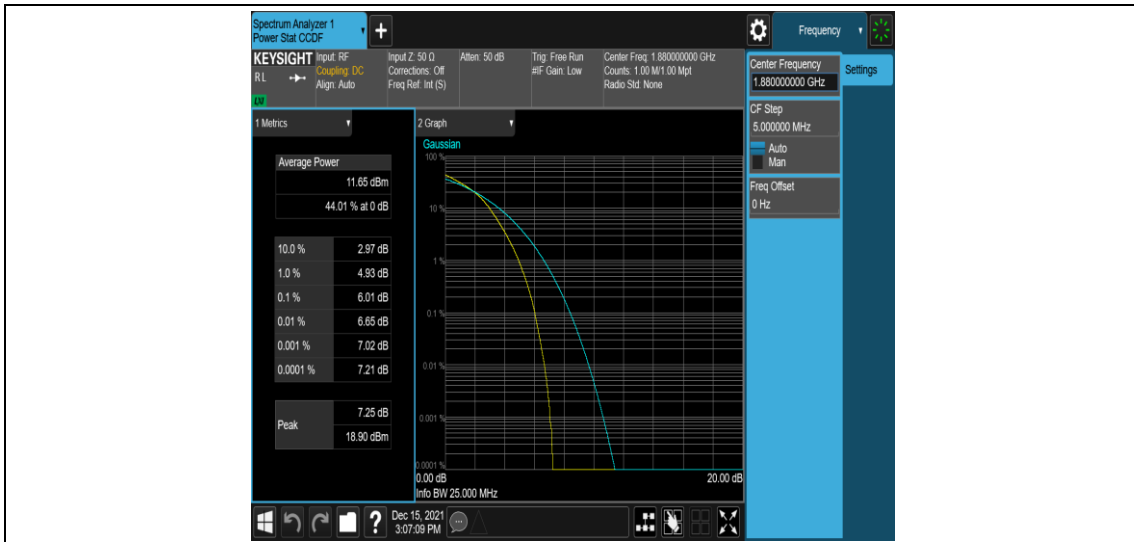 Spectrum Analyzer 1
Power Stat CCDF
+
Frequency
KEYSIGHT
RL
LXI
Input: RF
Coupling: DC
Align: Auto
Input Z: 50 Ω
Corrections: Off
Freq Ref: Int (S)
Atten: 50 dB
Trig: Free Run
#IF Gain: Low
Center Freq: 1.880000000 GHz
Counts: 1.00 M/1.00 Mpt
Radio Std: None
Center Frequency
1.880000000 GHz
Settings
CF Step
5.000000 MHz
Auto
Man
Freq Offset
0 Hz
1 Metrics
Average Power
11.65 dBm
44.01 % at 0 dB
10.0 % 2.97 dB
1.0 % 4.93 dB
0.1 % 6.01 dB
0.01 % 6.65 dB
0.001 % 7.02 dB
0.0001 % 7.21 dB
Peak
7.25 dB
18.90 dBm
2 Graph
Gaussian
100 %
10 %
1 %
0.1 %
0.01 %
0.001 %
0.0001 %
0.00 dB 20.00 dB
Info BW 25.000 MHz
?
Dec 15, 2021
3:07:09 PM